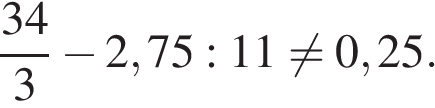 34/3 − 2,75 : 11 ≠ 0,25.